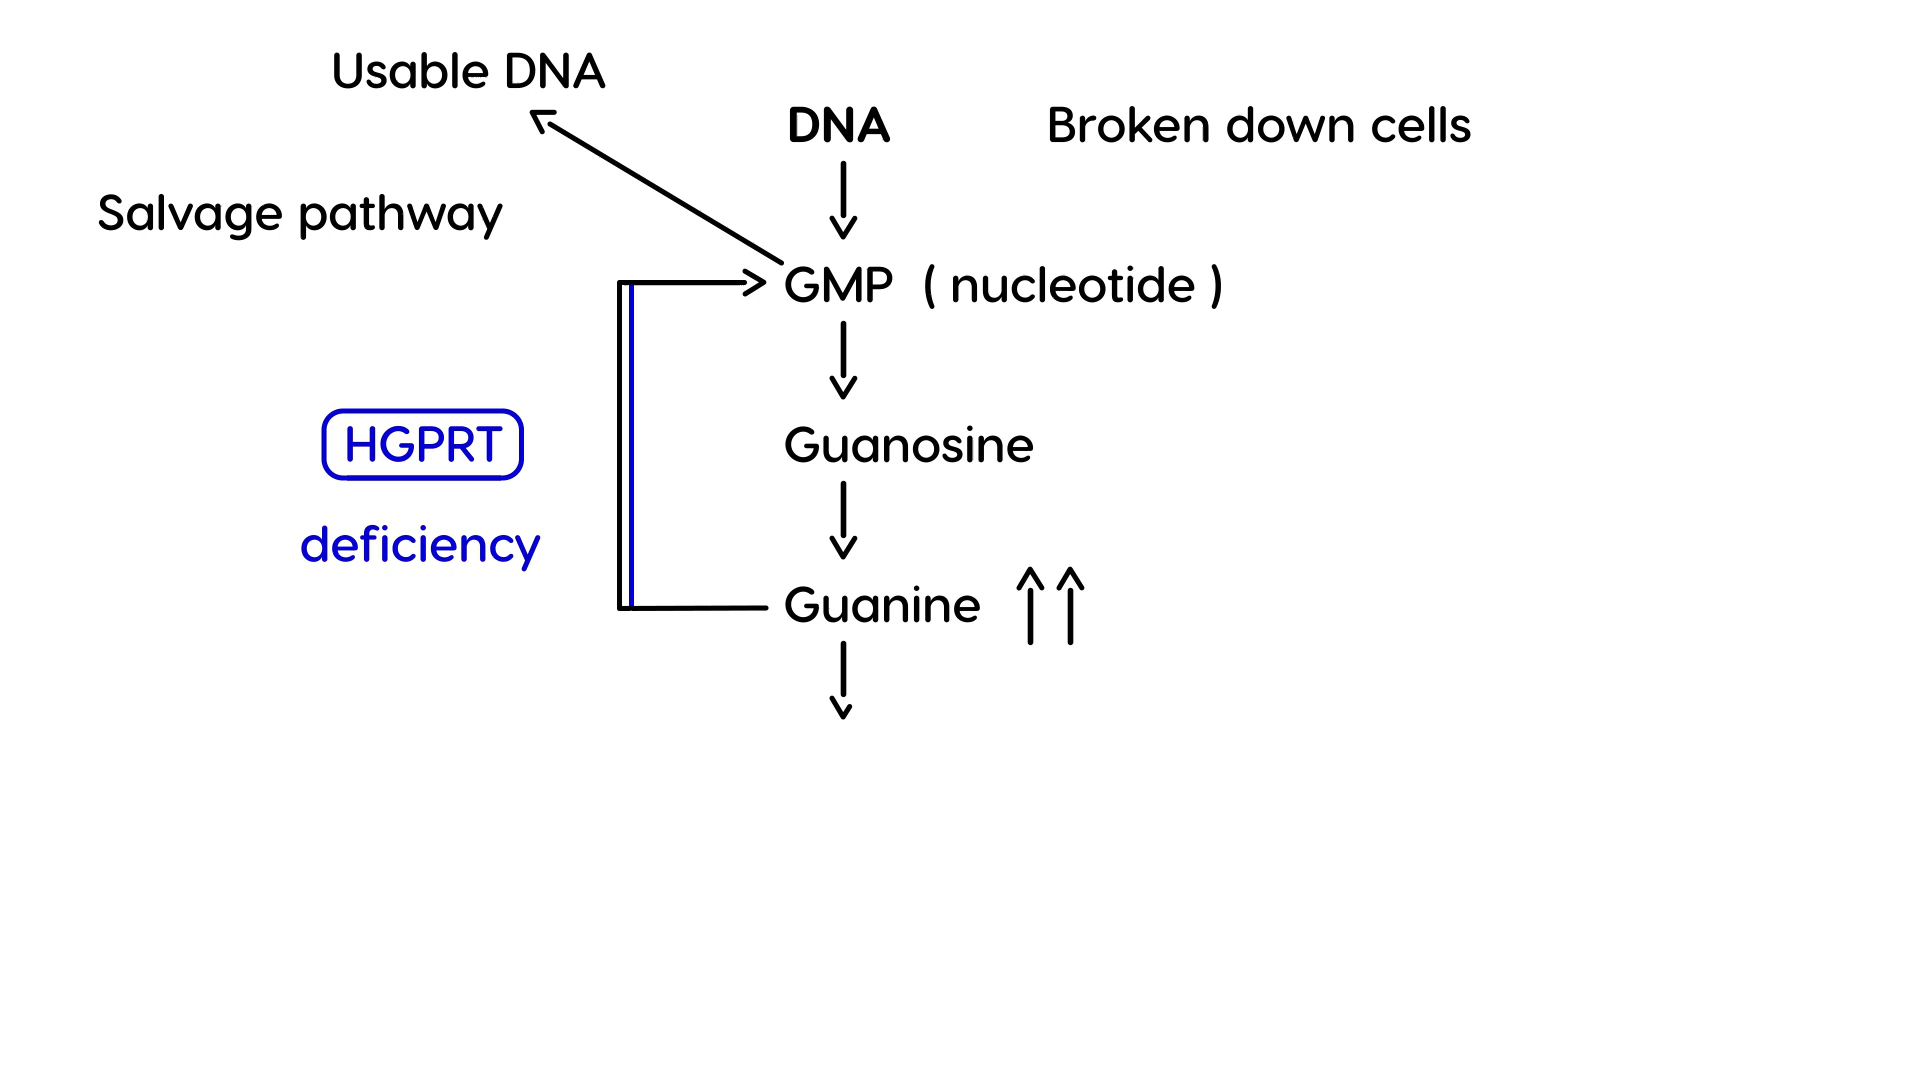 Usable DNA
DNA
Broken down cells
Salvage pathway
GMP ( nucleotide )
HGPRT
Guanosine
deficiency
Guanine